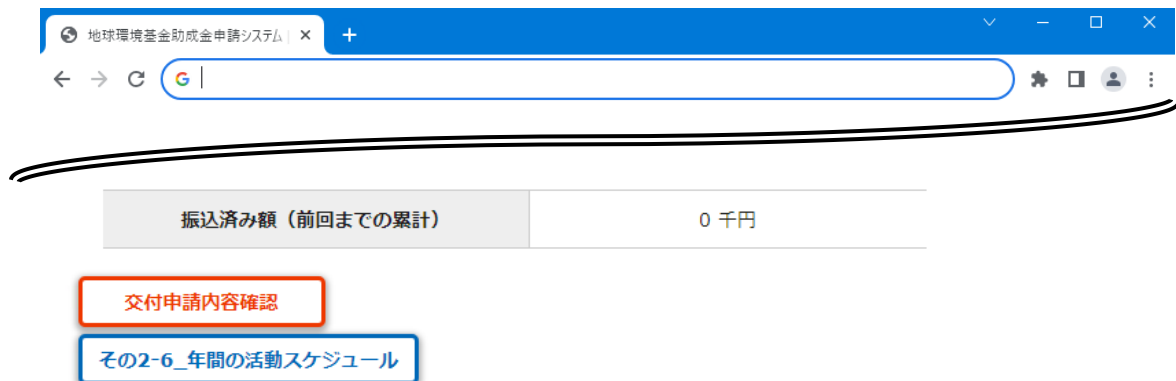 地球環境基金助成金申請システム |
振込済み額（前回までの累計） 0 千円
交付申請内容確認
その2-6_年間の活動スケジュール